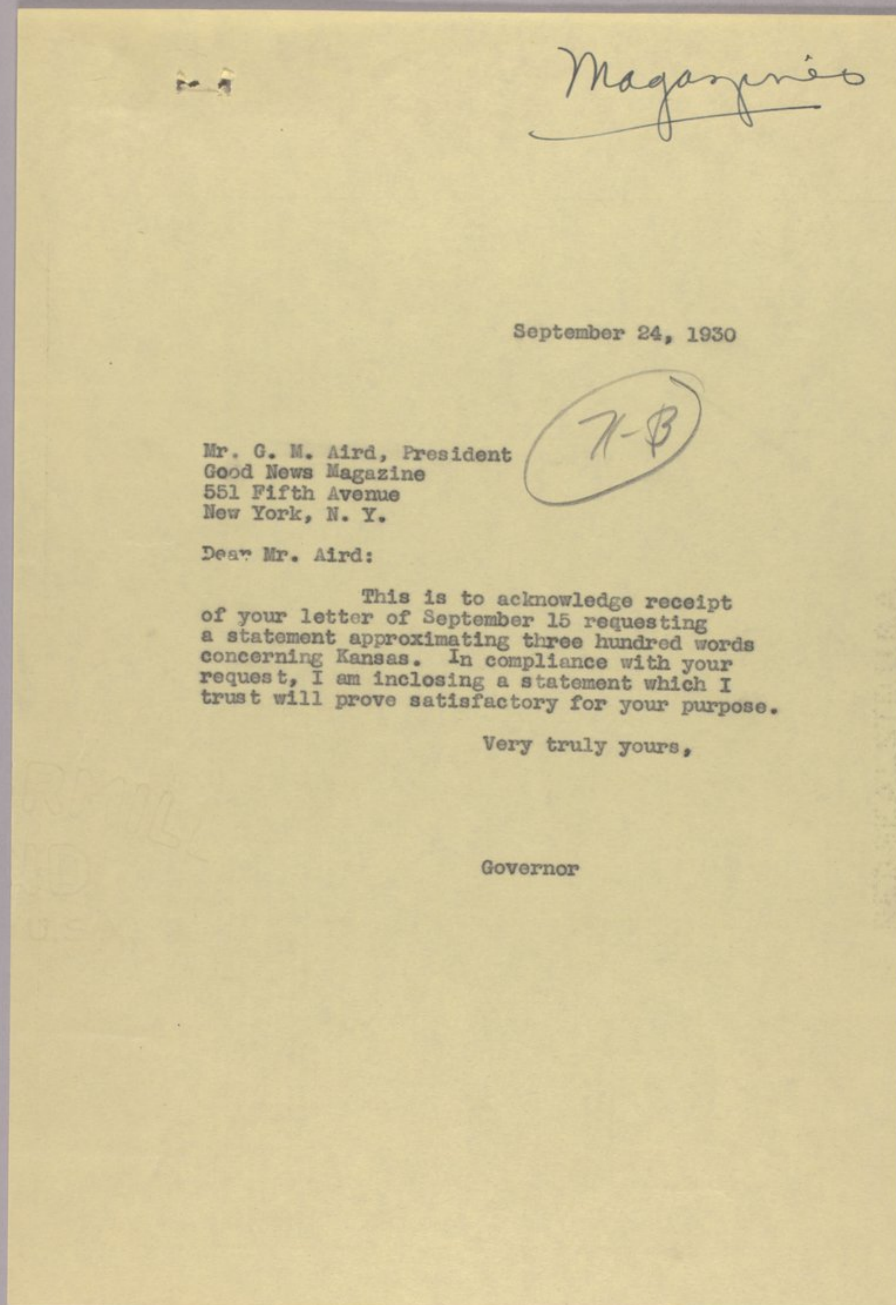 Magazines
September 24, 1930
Mr. G. M. Aird, President
Good News Magazine
551 Fifth Avenue
New York, N. Y.
Dear Mr. Aird:
This is to acknowledge receipt
of your letter of September 15 requesting
a statement approximating three hundred words
concerning Kansas. In compliance with your
request, I am inclosing a statement which I
trust will prove satisfactory for your purpose.
Very truly yours,
Governor